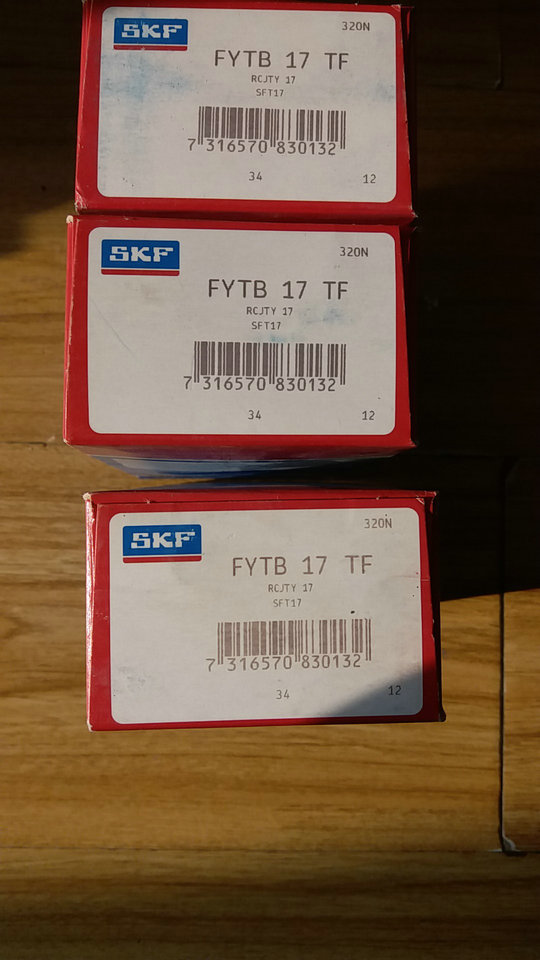 SKF
320N
FYTB 17 TF
RCJTY 17
SFT17
7 316570 830132
34
12
SKF
320N
FYTB 17 TF
RCJTY 17
SFT17
7 316570 830132
34
12
SKF
320N
FYTB 17 TF
RCJTY 17
SFT17
7 316570 830132
34
12